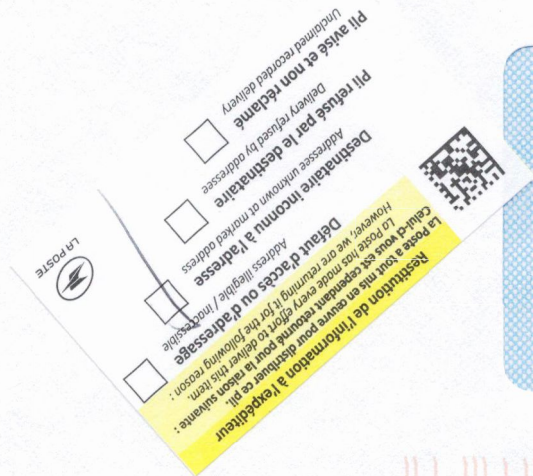 Restitution de l'information à l'expéditeur
La Poste a tout mis en œuvre pour distribuer ce pli.
Celui-ci vous est cependant retourné pour la raison suivante :
La Poste has made every effort to deliver this item.
However, we are returning it for the following reason :
Défaut d'accès ou d'adressage
Address illegible / inaccessible
Destinataire inconnu à l'adresse
Addressee unknown at marked address
Pli refusé par le destinataire
Delivery refused by addressee
Pli avisé et non réclamé
Unclaimed recorded delivery
LA POSTE